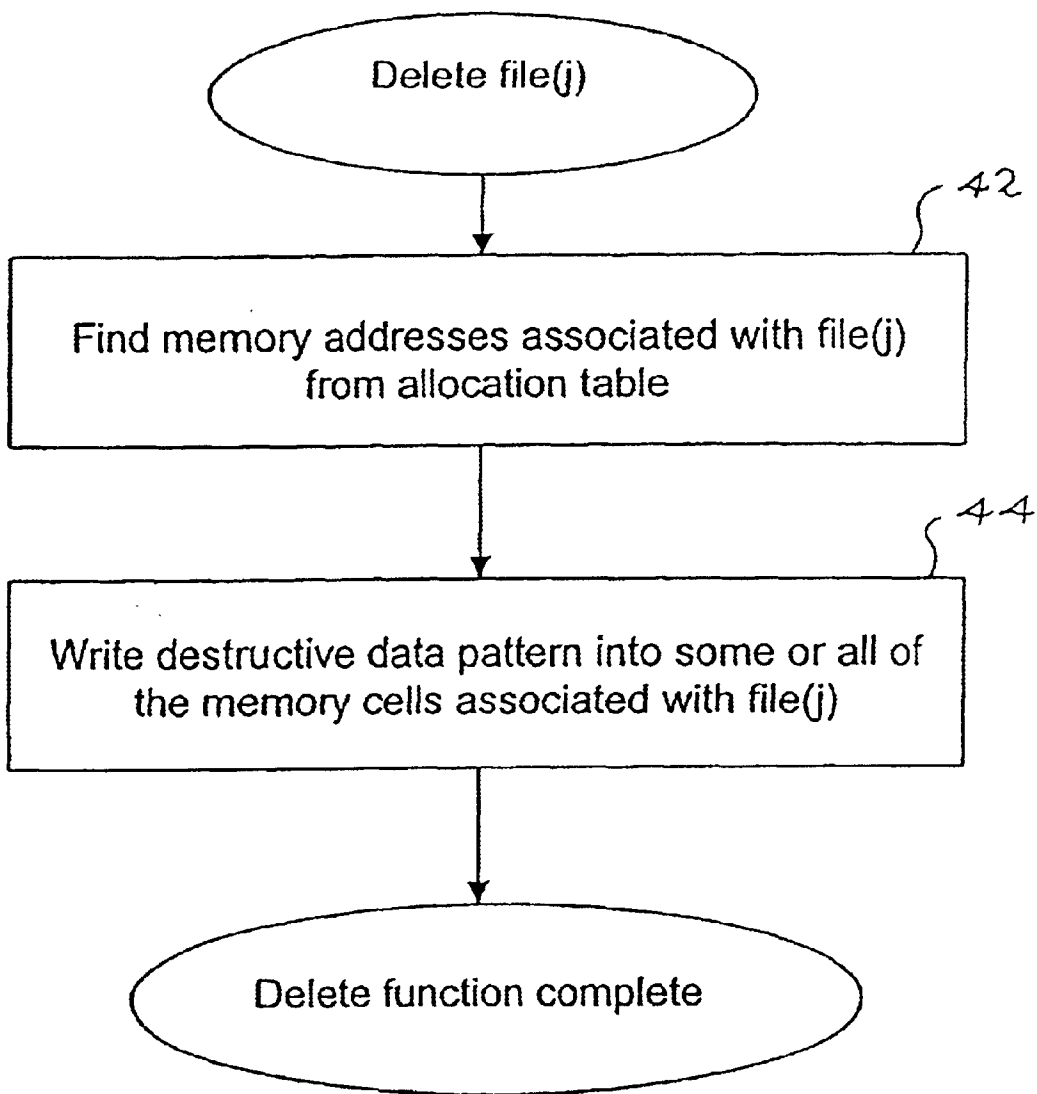 Delete file(j)
42
Find memory addresses associated with file(j)
from allocation table
44
Write destructive data pattern into some or all of
the memory cells associated with file(j)
Delete function complete